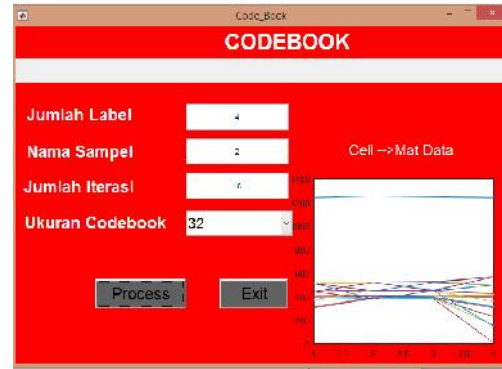 Code_Book
CODEBOOK
Jumlah Label 4
Nama Sampel 2
Jumlah Iterasi
Cell -->Mat Data
Ukuran Codebook 32
Process Exit